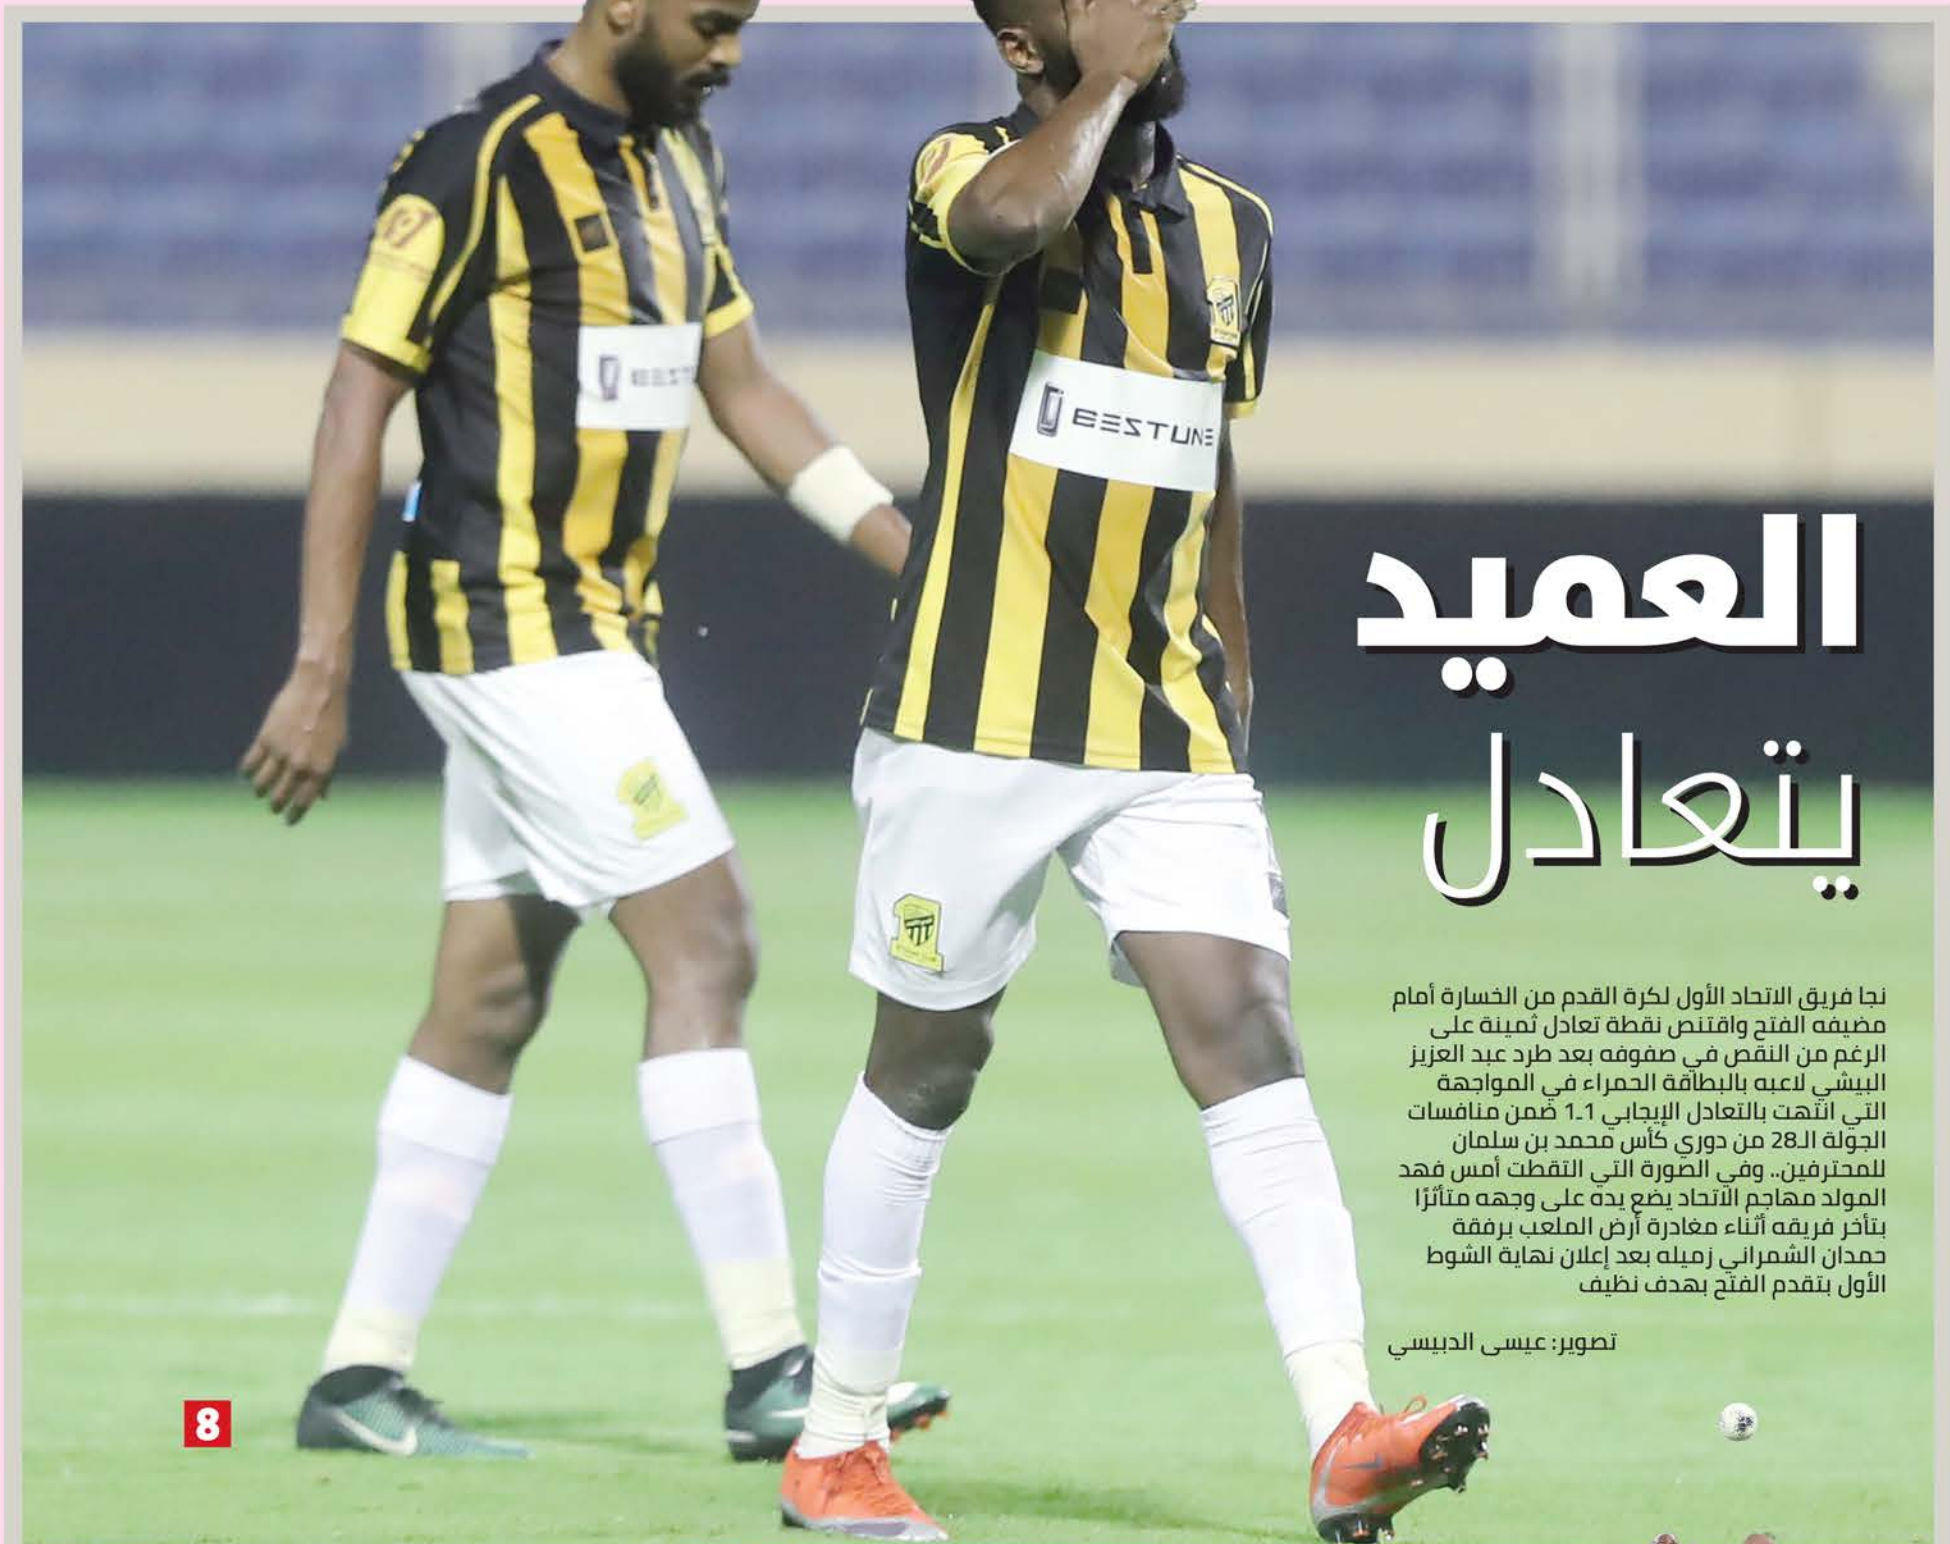 BESTUNE
العميد
يتعادل
نجا فريق الاتحاد الأول لكرة القدم من الخسارة أمام
مضيفه الفتح واقتنص نقطة تعادل ثمينة على
الرغم من النقص في صفوفه بعد طرد عبد العزيز
البيشي لاعبه بالبطاقة الحمراء في المواجهة
التي انتهت بالتعادل الإيجابي 1ـ1 ضمن منافسات
الجولة الـ28 من دوري كأس محمد بن سلمان
للمحترفين.. وفي الصورة التي التقطت أمس فهد
المولد مهاجم الاتحاد يضع يده على وجهه متأثرًا
بتأخر فريقه أثناء مغادرة أرض الملعب برفقة
حمدان الشمراني زميله بعد إعلان نهاية الشوط
الأول بتقدم الفتح بهدف نظيف
تصوير: عيسى الدبيسي
8